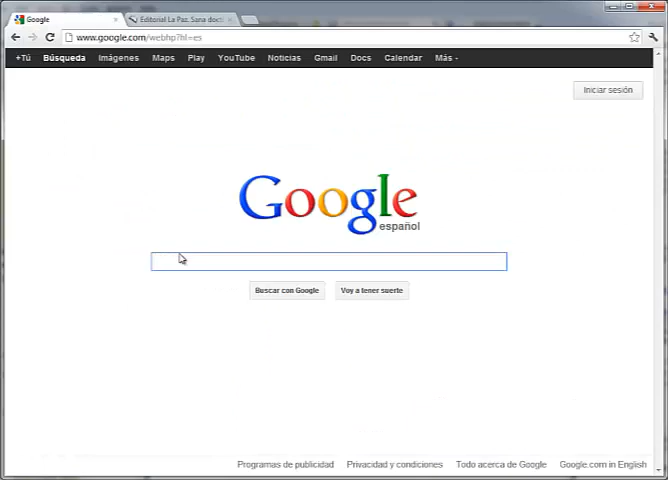 Google
Editorial La Paz. Sana doct
www.google.com/webhp?hl=es
+Tú Búsqueda Imágenes Maps Play YouTube Noticias Gmail Docs Calendar Más
Iniciar sesión
Google
español
Buscar con Google Voy a tener suerte
Programas de publicidad Privacidad y condiciones Todo acerca de Google Google.com in English